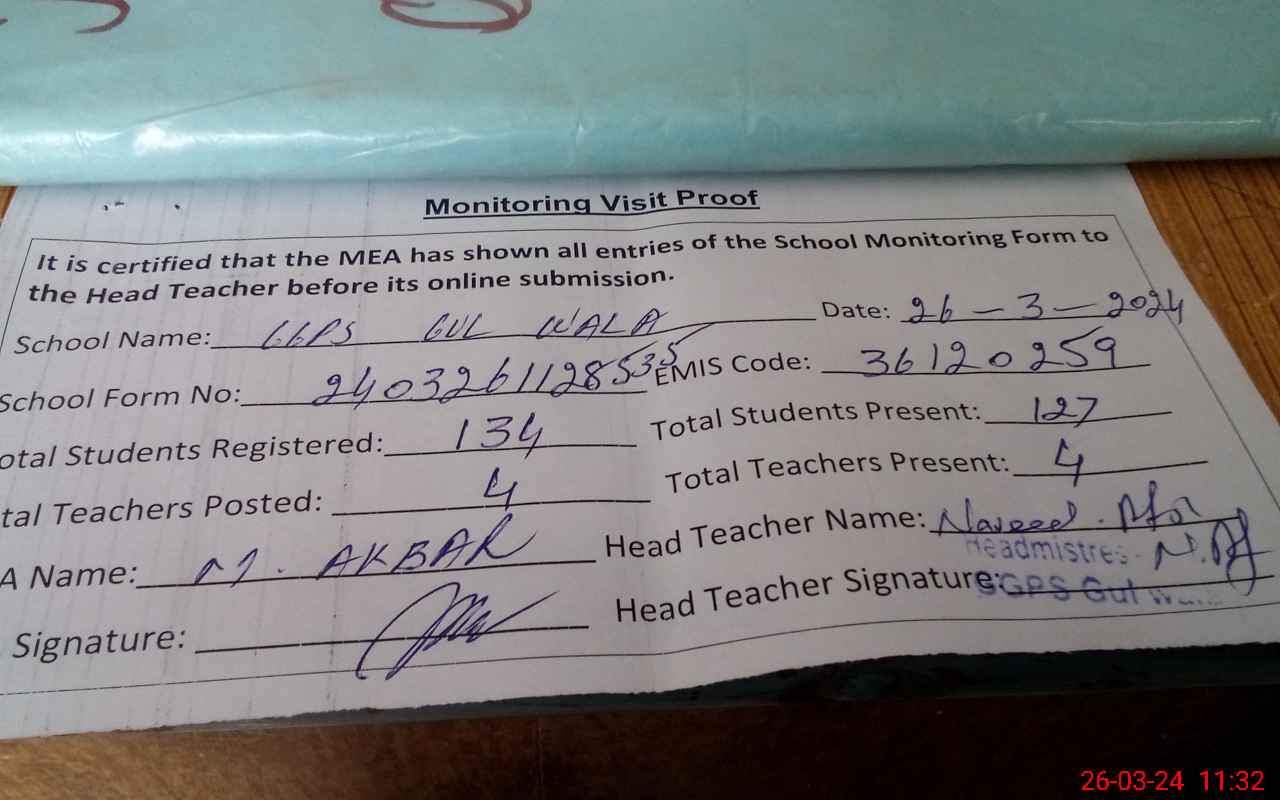 Monitoring Visit Proof
It is certified that the MEA has shown all entries of the School Monitoring Form to
the Head Teacher before its online submission.
School Name: GGPS GUL WALA Date: 26-3-2024
School Form No: 24032611285535 EMIS Code: 36120259
otal Students Registered: 134 Total Students Present: 127
tal Teachers Posted: 4 Total Teachers Present: 4
A Name: M. AKBAR Head Teacher Name: Naveed
Headmistres
Signature: Head Teacher Signature:
GGPS Gul
26-03-24 11:32